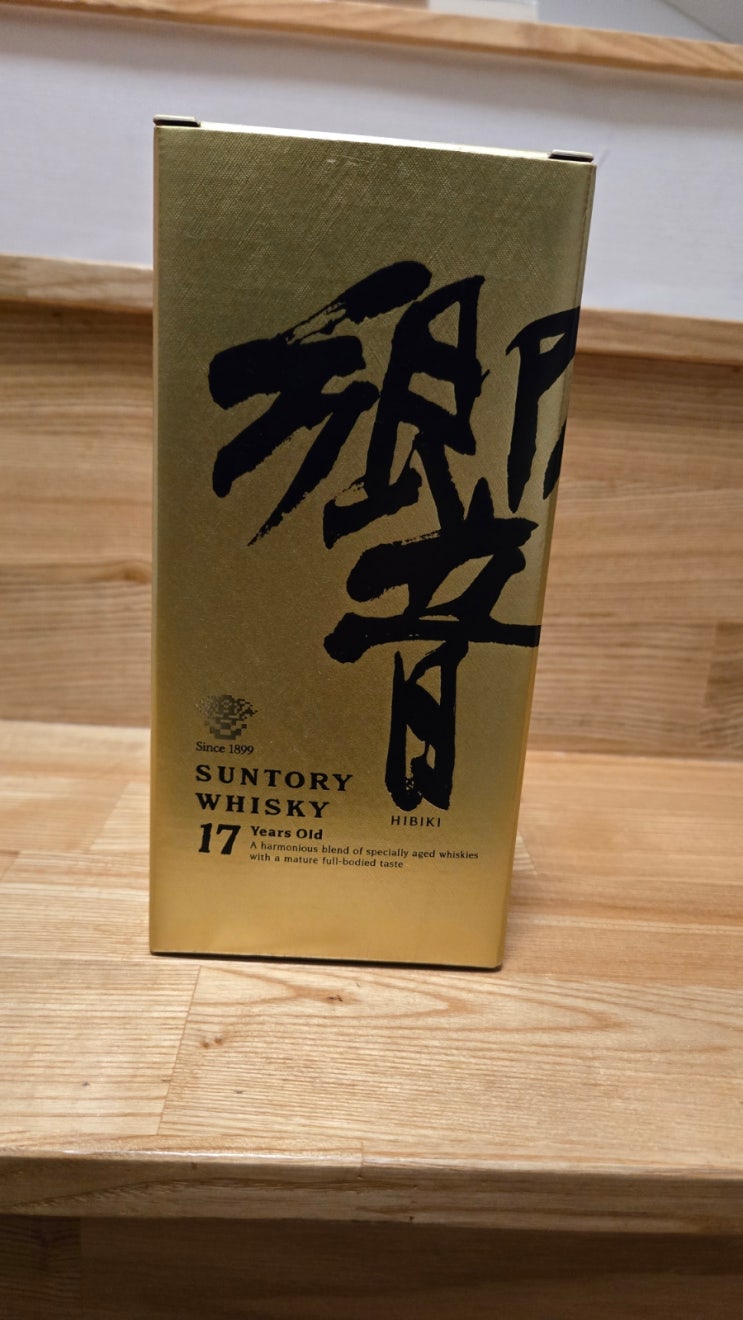 響
Since 1899
SUNTORY
WHISKY
HIBIKI
17 Years Old
A harmonious blend of specially aged whiskies
with a mature full-bodied taste